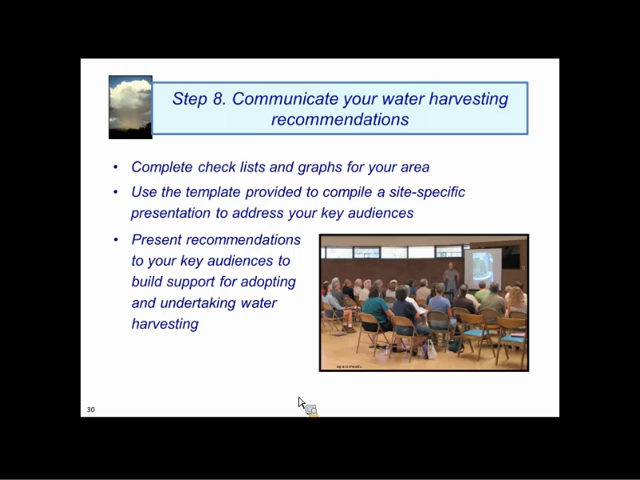 Step 8. Communicate your water harvesting
recommendations
• Complete check lists and graphs for your area
• Use the template provided to compile a site-specific
presentation to address your key audiences
• Present recommendations
to your key audiences to
build support for adopting
and undertaking water
harvesting
30